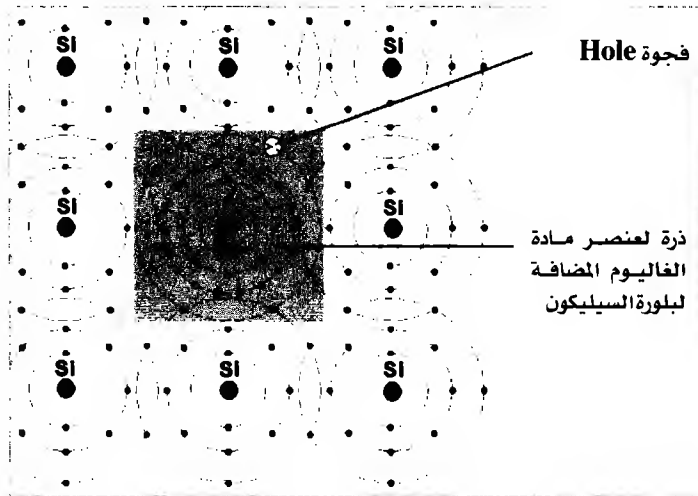 Si Si Si
فجوة Hole
Si Si
ذرة لعنصر مادة
الغاليوم المضافة
لبلورة السيليكون
Si Si Si